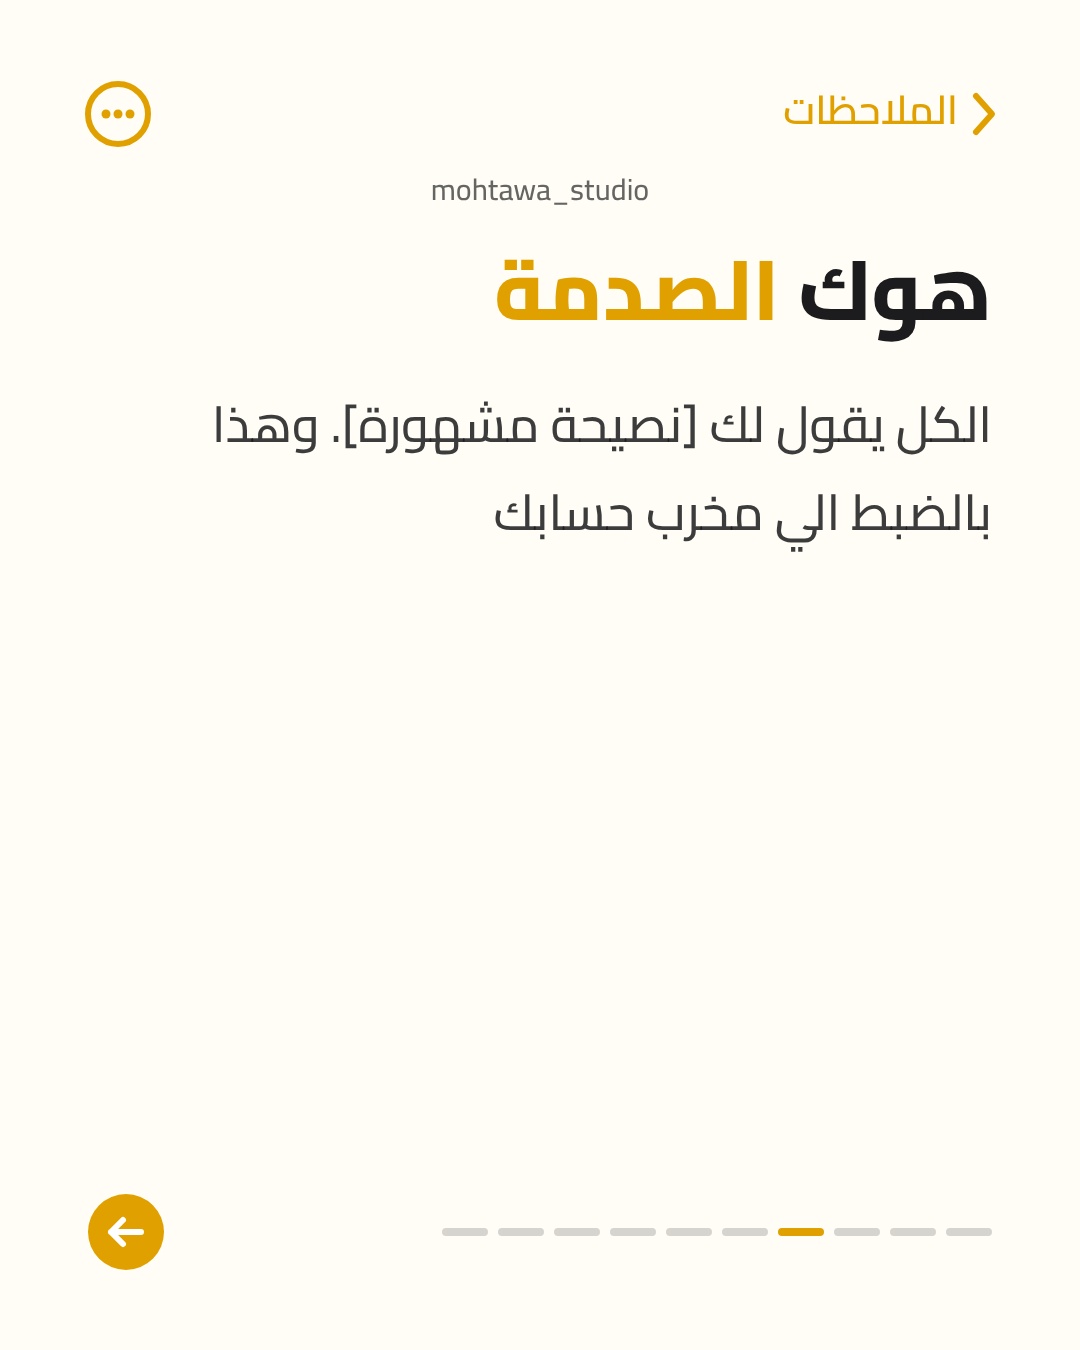 الملاحظات
mohtawa_studio
هوك الصدمة
الكل يقول لك [نصيحة مشهورة]. وهذا
بالضبط الي مخرب حسابك